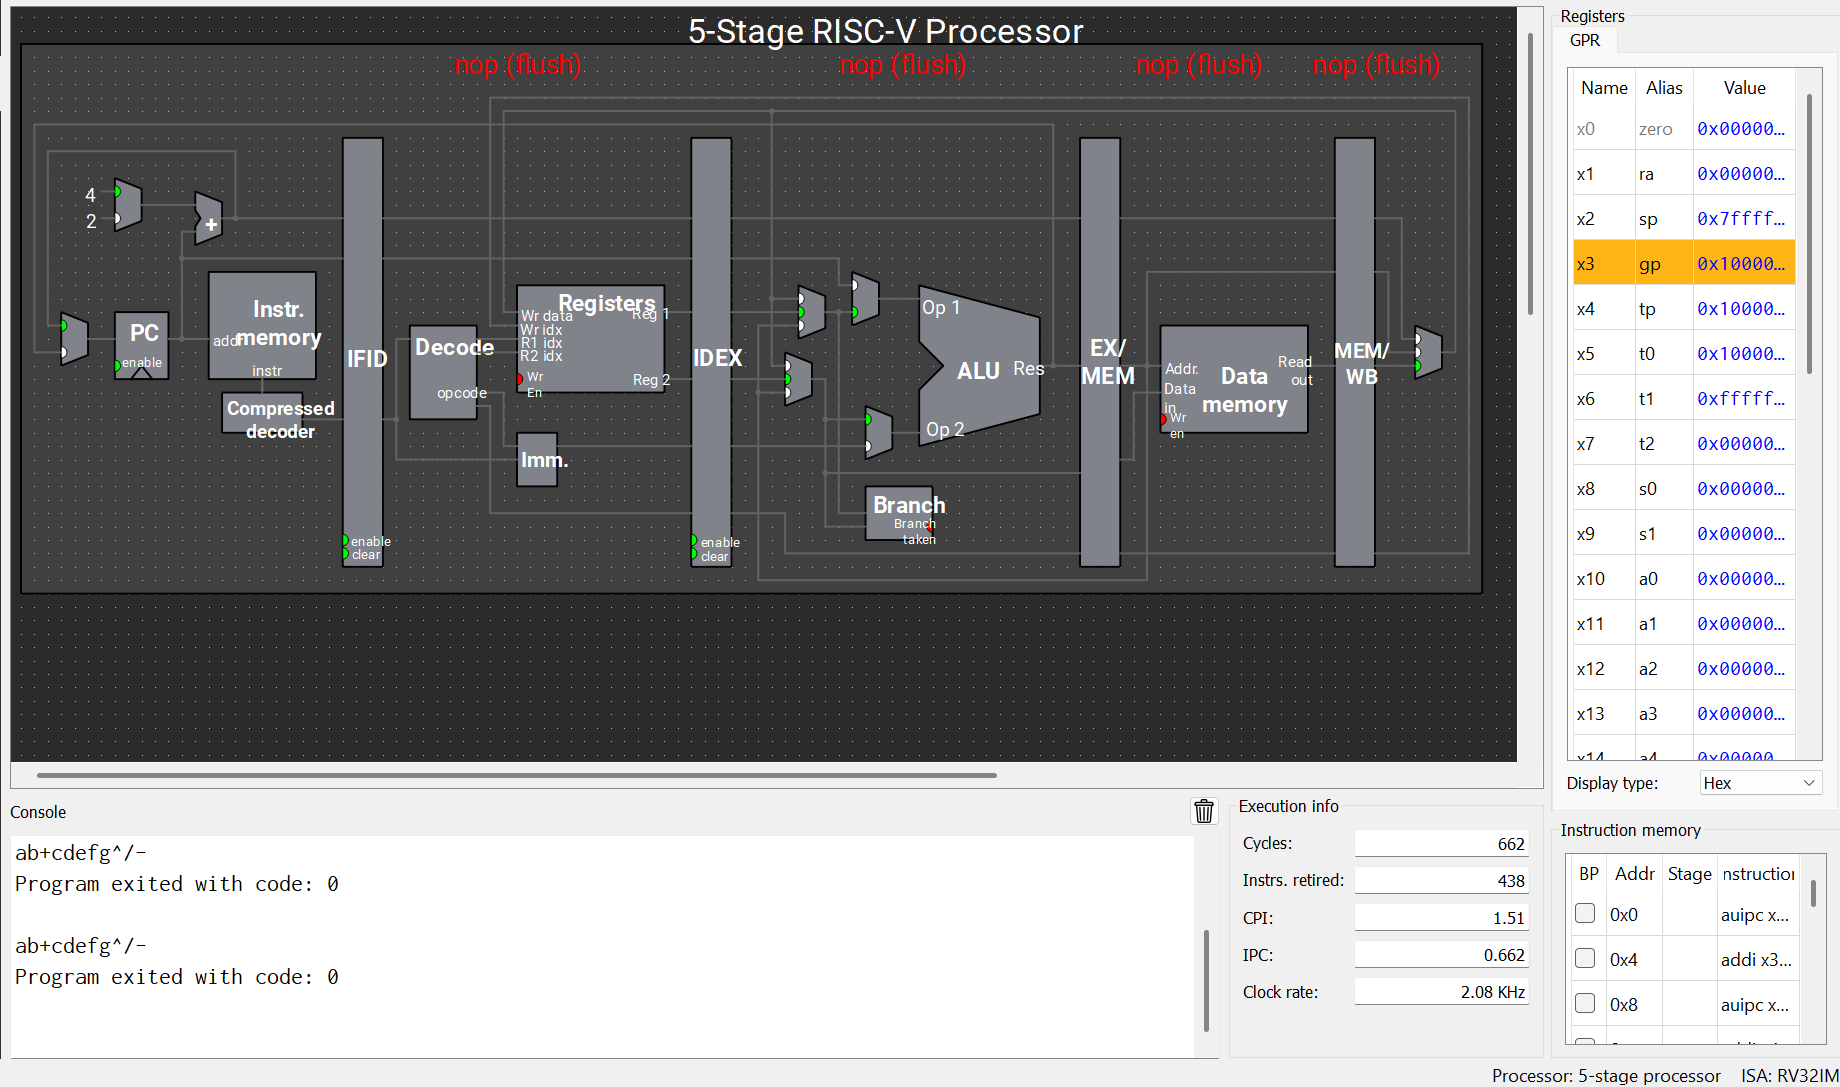 5-Stage RISC-V Processor
nop (flush) nop (flush) nop (flush) nop (flush)
4
2
+
PC
enable
Instr.
memory
addr
instr
Compressed
decoder
IFID
enable
clear
Decode
opcode
Registers
Wr data
Wr idx
R1 idx
R2 idx
Wr
En
Reg 1
Reg 2
Imm.
IDEX
enable
clear
Op 1
ALU
Res
Op 2
Branch
Branch
taken
EX/
MEM
Addr.
Data
in
Wr
en
Data
memory
Read
out
MEM/
WB
Registers
GPR
Name Alias Value
x0 zero 0x00000...
x1 ra 0x00000...
x2 sp 0x7ffff...
x3 gp 0x10000...
x4 tp 0x10000...
x5 t0 0x10000...
x6 t1 0xfffff...
x7 t2 0x00000...
x8 s0 0x00000...
x9 s1 0x00000...
x10 a0 0x00000...
x11 a1 0x00000...
x12 a2 0x00000...
x13 a3 0x00000...
x14 a4 0x00000...
Display type: Hex
Console
ab+cdefg^/-
Program exited with code: 0
ab+cdefg^/-
Program exited with code: 0
Execution info
Cycles: 662
Instrs. retired: 438
CPI: 1.51
IPC: 0.662
Clock rate: 2.08 KHz
Instruction memory
BP Addr Stage nstruction
0x0 auipc x...
0x4 addi x3...
0x8 auipc x...
Processor: 5-stage processor ISA: RV32IM